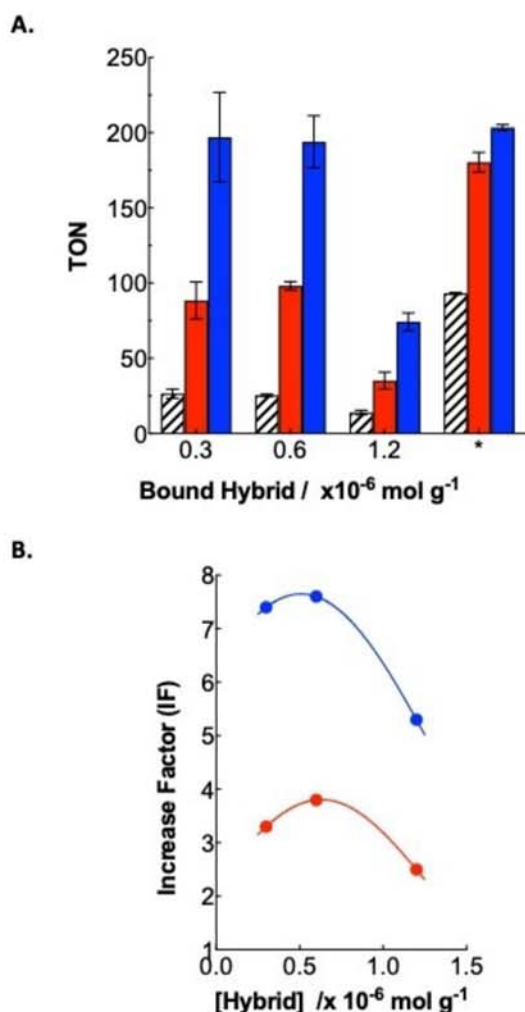 A.
250
200
150
100
50
0
TON
0.3 0.6 1.2 *
Bound Hybrid / x10⁻⁶ mol g⁻¹
B.
8
7
6
5
4
3
2
1
Increase Factor (IF)
0.0 0.5 1.0 1.5
[Hybrid] /x 10⁻⁶ mol g⁻¹